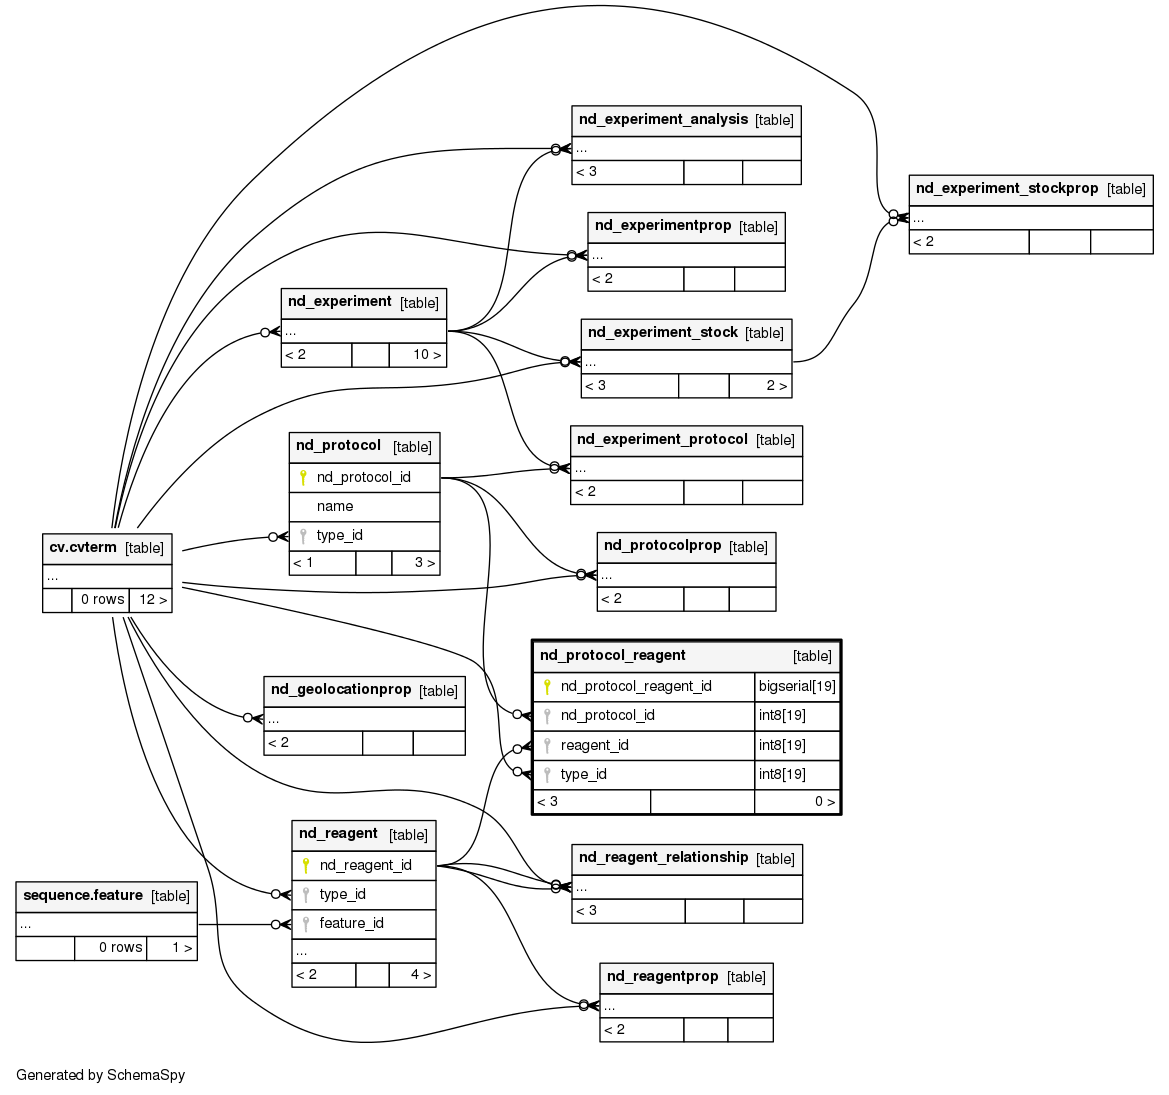 nd_experiment_analysis [table]
...
< 3
nd_experiment_stockprop [table]
...
< 2
nd_experimentprop [table]
...
< 2
nd_experiment [table]
...
< 2 10 >
nd_experiment_stock [table]
...
< 3 2 >
nd_protocol [table]
nd_protocol_id
name
type_id
< 1 3 >
nd_experiment_protocol [table]
...
< 2
cv.cvterm [table]
...
0 rows 12 >
nd_protocolprop [table]
...
< 2
nd_protocol_reagent [table]
nd_protocol_reagent_id bigserial[19]
nd_protocol_id int8[19]
reagent_id int8[19]
type_id int8[19]
< 3 0 >
nd_geolocationprop [table]
...
< 2
nd_reagent [table]
nd_reagent_id
type_id
feature_id
...
< 2 4 >
nd_reagent_relationship [table]
...
< 3
sequence.feature [table]
...
0 rows 1 >
nd_reagentprop [table]
...
< 2
Generated by SchemaSpy